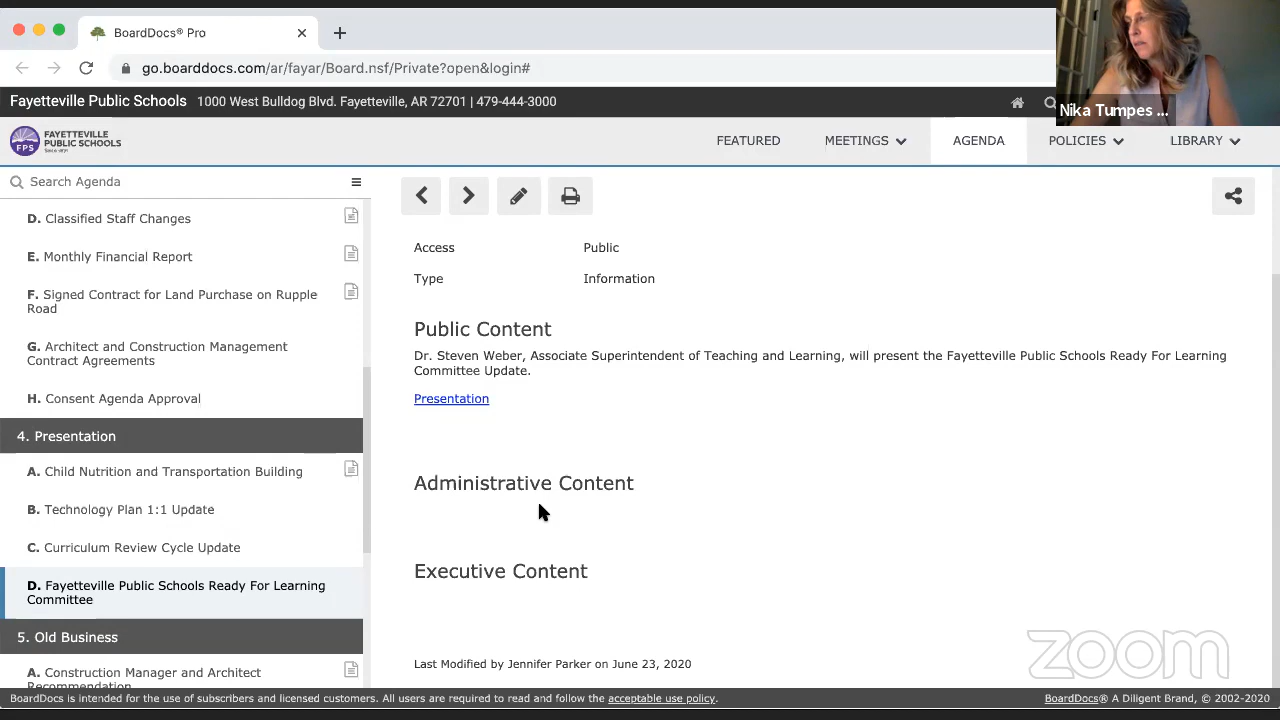 BoardDocs® Pro
go.boarddocs.com/ar/fayar/Board.nsf/Private?open&login#
Nika Tumpes ...
Fayetteville Public Schools 1000 West Bulldog Blvd. Fayetteville, AR 72701 | 479-444-3000
FPS
FAYETTEVILLE
PUBLIC SCHOOLS
FEATURED MEETINGS AGENDA POLICIES LIBRARY
Search Agenda
D. Classified Staff Changes
E. Monthly Financial Report
F. Signed Contract for Land Purchase on Rupple
Road
G. Architect and Construction Management
Contract Agreements
H. Consent Agenda Approval
4. Presentation
A. Child Nutrition and Transportation Building
B. Technology Plan 1:1 Update
C. Curriculum Review Cycle Update
D. Fayetteville Public Schools Ready For Learning
Committee
5. Old Business
A. Construction Manager and Architect
Recommendation
Access Public
Type Information
Public Content
Dr. Steven Weber, Associate Superintendent of Teaching and Learning, will present the Fayetteville Public Schools Ready For Learning
Committee Update.
Presentation
Administrative Content
Executive Content
Last Modified by Jennifer Parker on June 23, 2020
zoom
BoardDocs is intended for the use of subscribers and licensed customers. All users are required to read and follow the acceptable use policy.
BoardDocs® A Diligent Brand, © 2002-2020